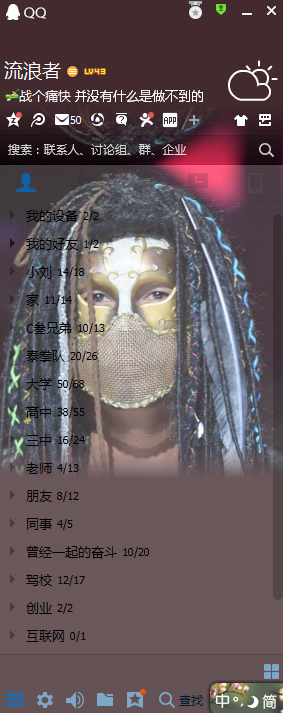 QQ
流浪者 LV43
战个痛快 并没有什么是做不到的
50
APP
搜索：联系人、讨论组、群、企业
我的设备 2/2
我的好友 1/2
小刘 14/18
家 11/14
C叁兄弟 10/13
泰拳队 20/26
大学 50/68
高中 38/55
三中 16/24
老师 4/13
朋友 8/12
同事 4/5
曾经一起的奋斗 10/20
驾校 12/17
创业 2/2
互联网 0/1
查找
中 简